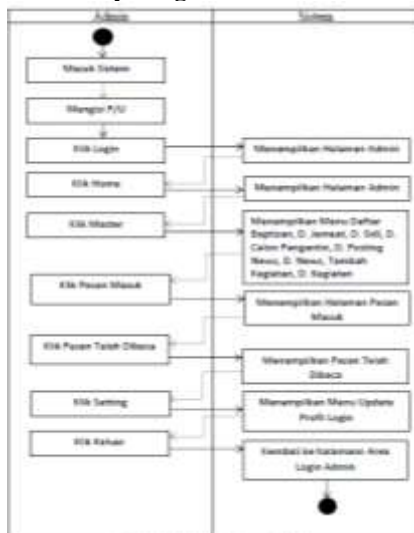 Admin
Sistem
Masuk Sistem
Mengisi P/U
Klik Login
Menampilkan Halaman Admin
Klik Home
Menampilkan Halaman Admin
Klik Master
Menampilkan Menu Daftar
Baptisan, D. Jemaat, D. Sidi, D.
Calon Pengantin, D. Posting
News, D. News, Tambah
Kegiatan, D. Kegiatan
Klik Pesan Masuk
Menampilkan Halaman Pesan
Masuk
Klik Pesan Telah Dibaca
Menampilkan Pesan Telah
Dibaca
Klik Setting
Menampilkan Menu Update
Profil Login
Klik Keluar
Kembali ke halaman Area
Login Admin